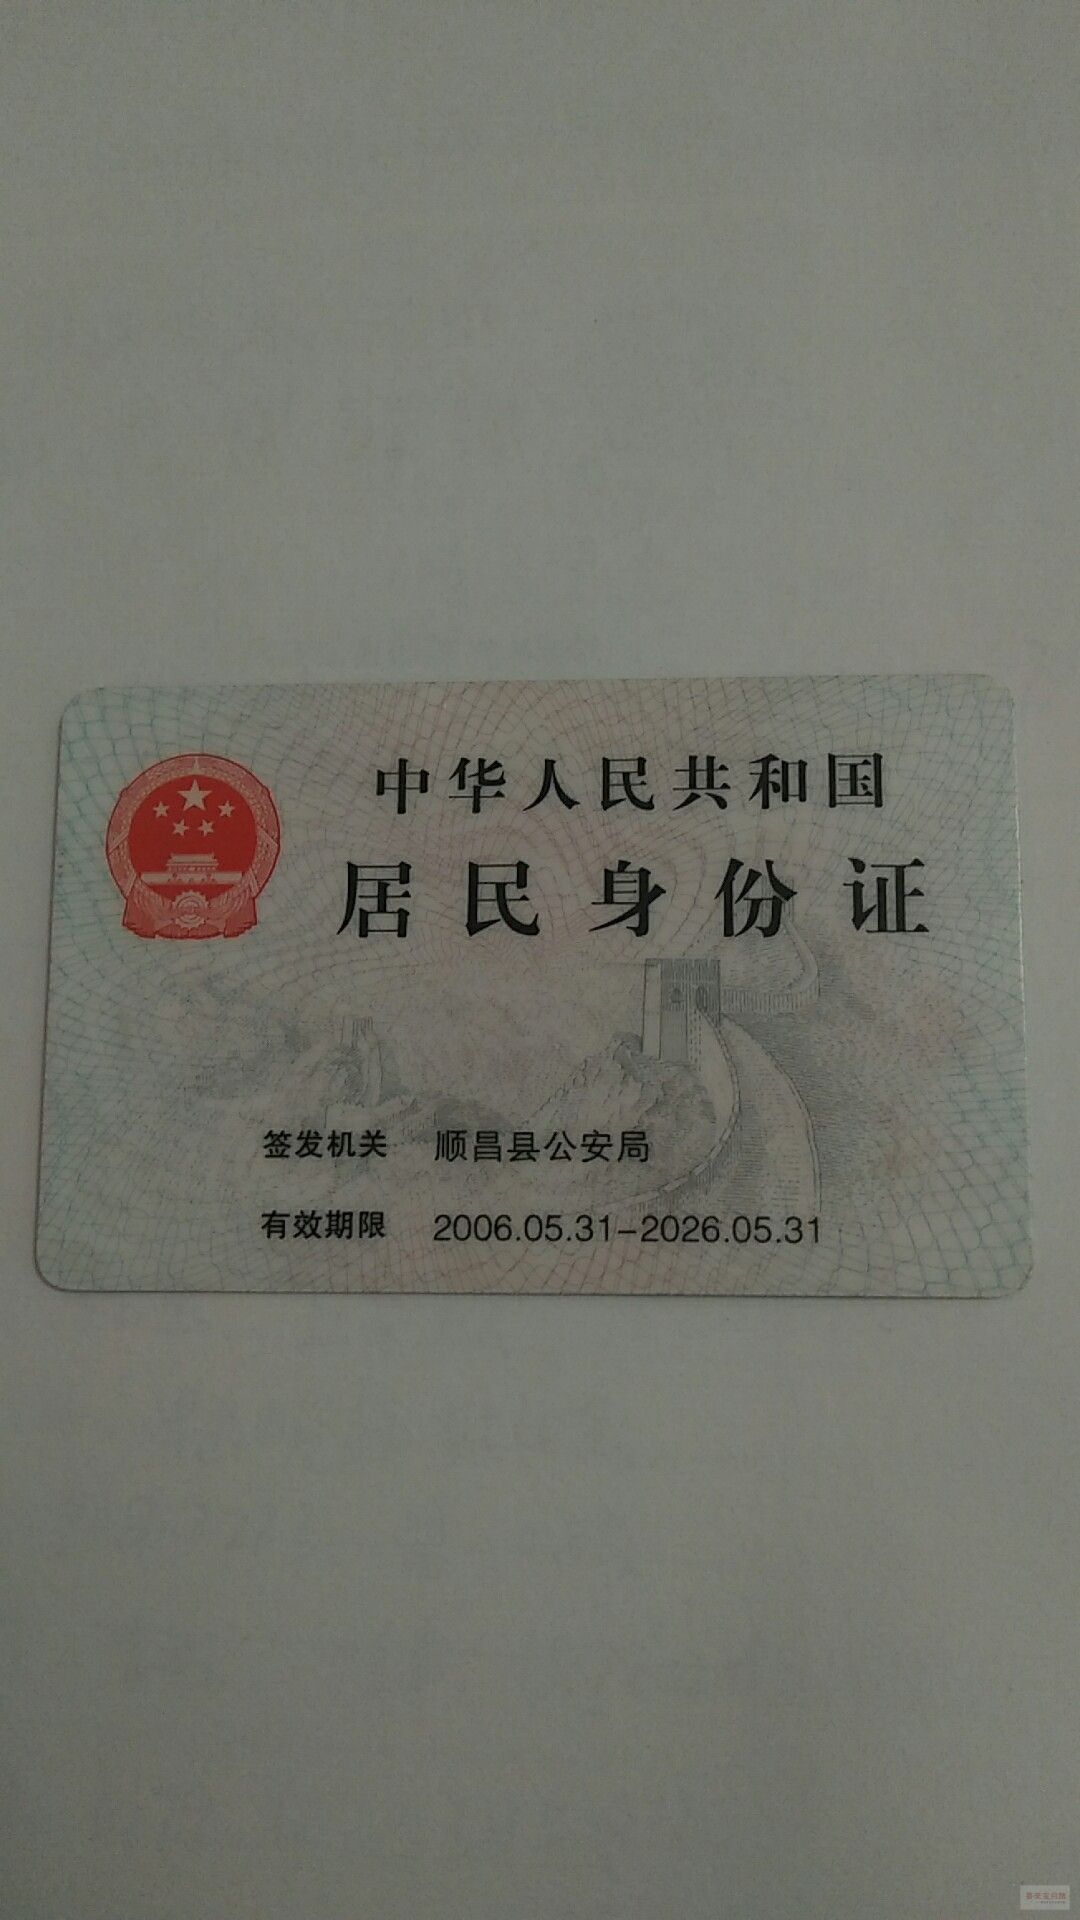 中华人民共和国
居民身份证
签发机关 顺昌县公安局
有效期限 2006.05.31-2026.05.31